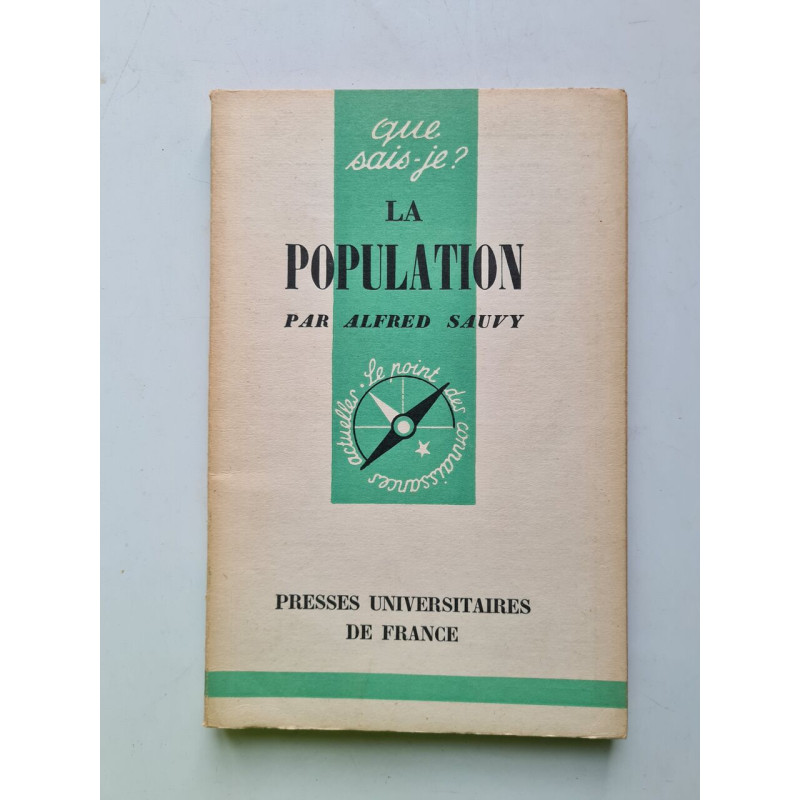 que
sais-je?
LA
POPULATION
PAR ALFRED SAUVY
Le point des connaissances actuelles.
PRESSES UNIVERSITAIRES
DE FRANCE